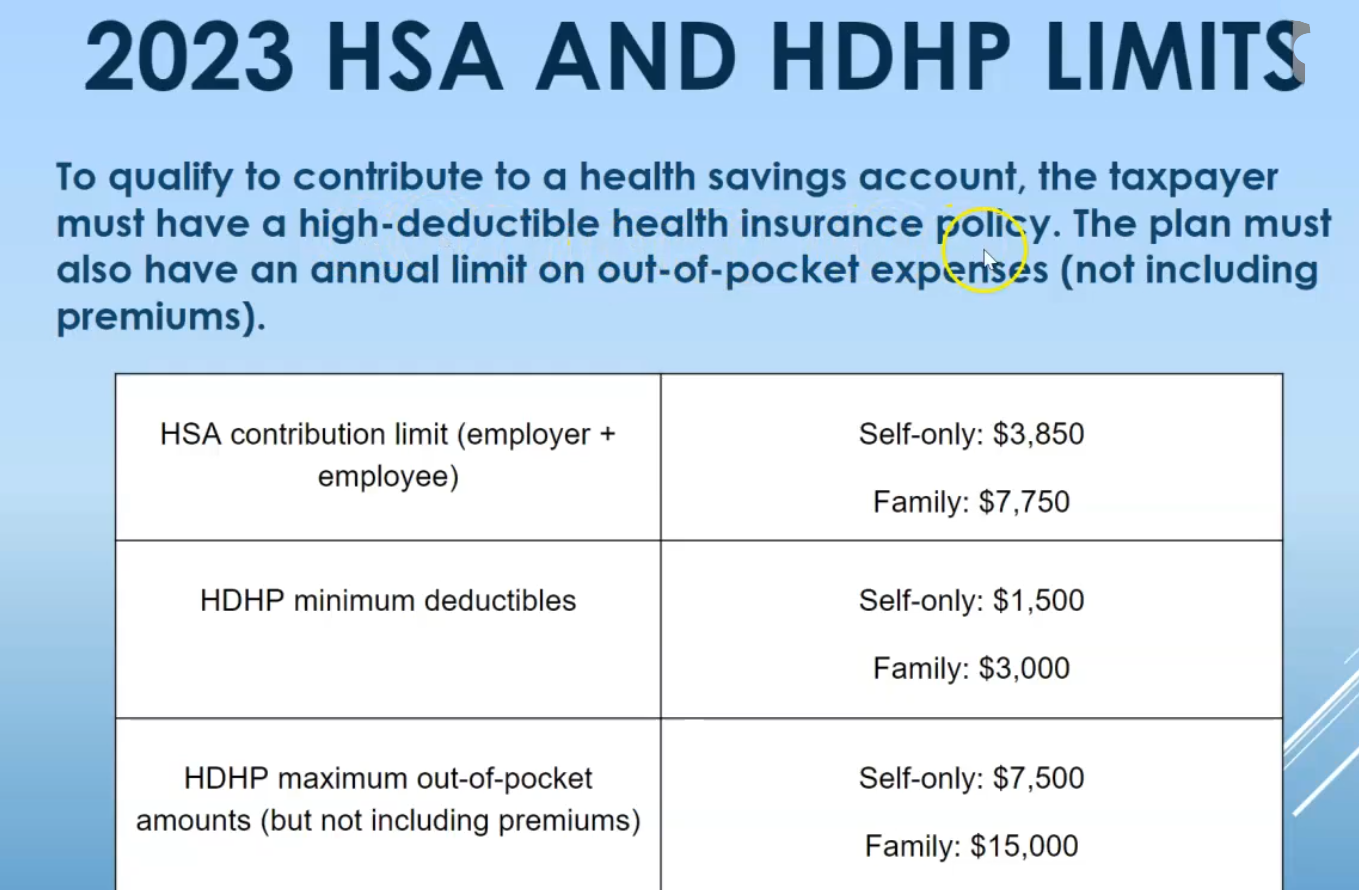 2023 HSA AND HDHP LIMITS
To qualify to contribute to a health savings account, the taxpayer
must have a high-deductible health insurance policy. The plan must
also have an annual limit on out-of-pocket expenses (not including
premiums).
HSA contribution limit (employer +
employee)
Self-only: $3,850
Family: $7,750
HDHP minimum deductibles
Self-only: $1,500
Family: $3,000
HDHP maximum out-of-pocket
amounts (but not including premiums)
Self-only: $7,500
Family: $15,000